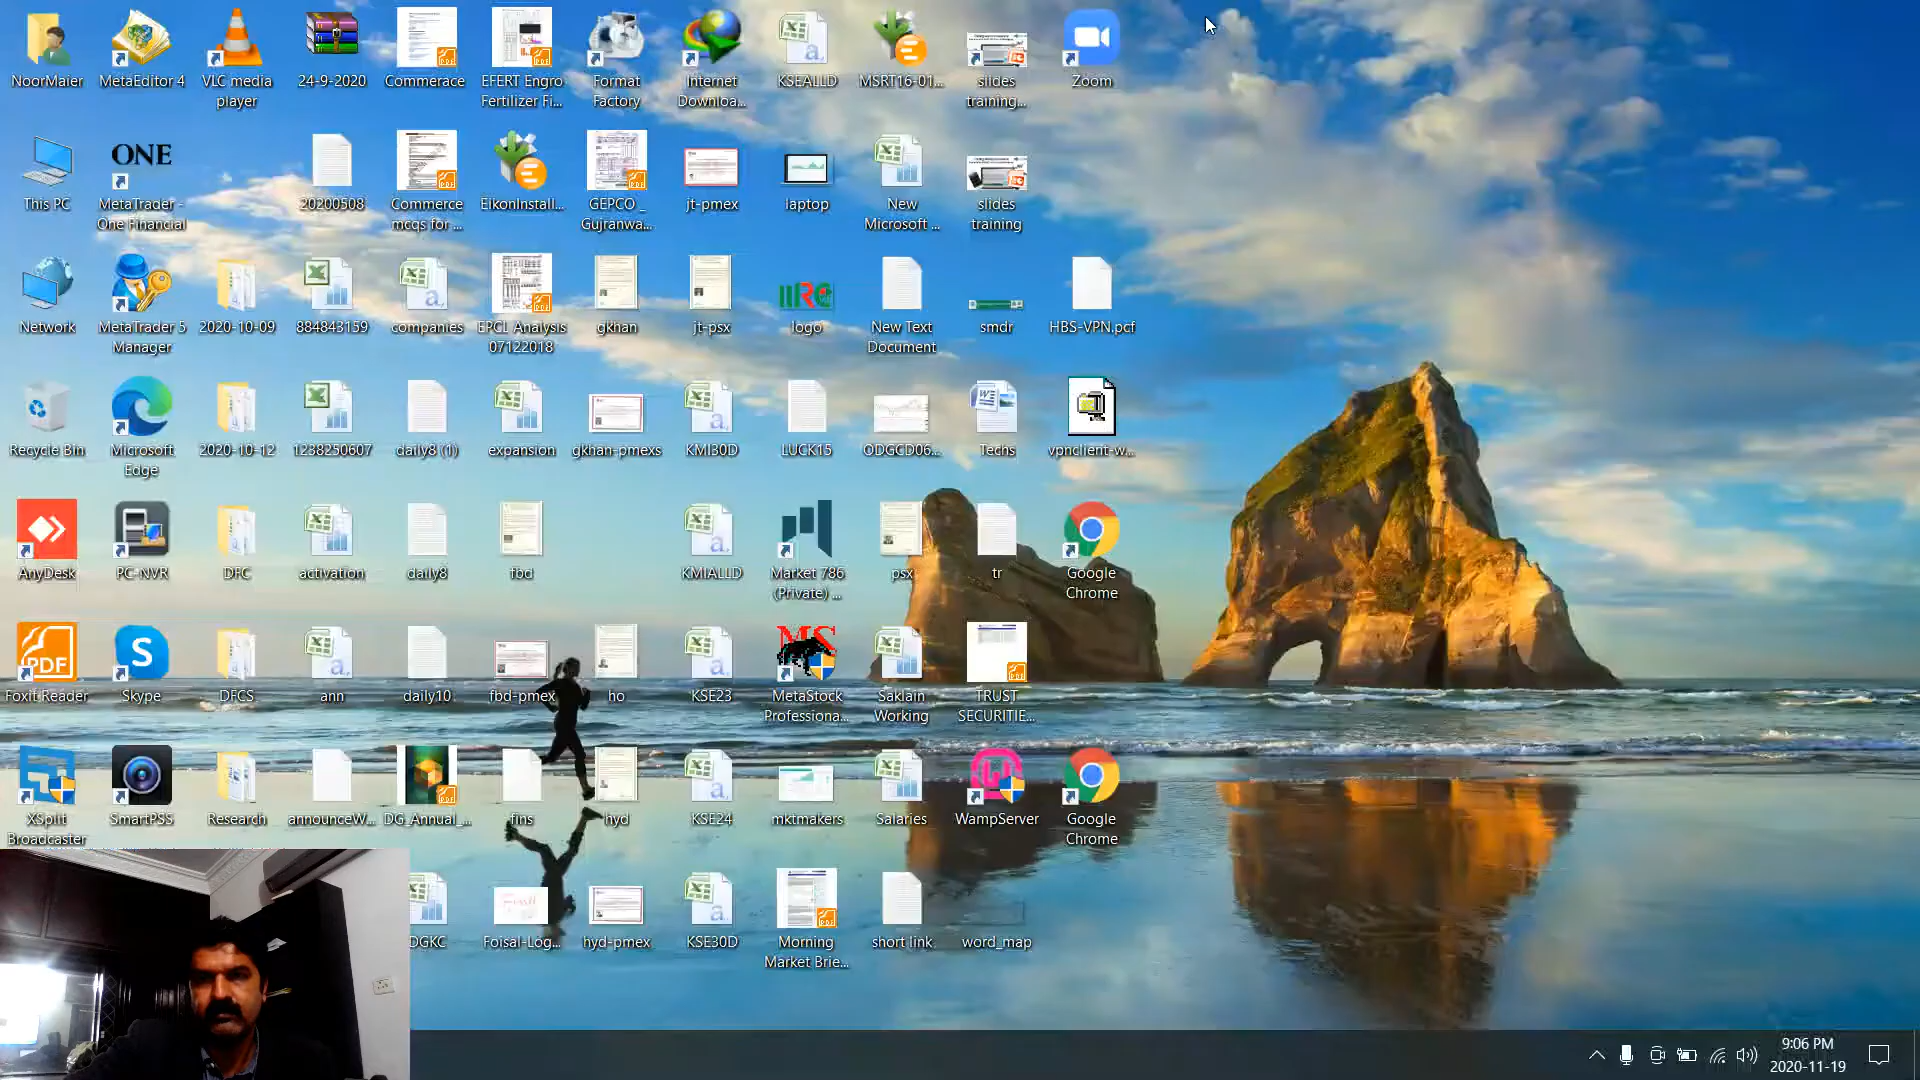 NoorMaier
MetaEditor 4
VLC media
player
24-9-2020
Commerace
EFERT Engro
Fertilizer Fi...
Format
Factory
Internet
Downloa...
KSEALLD
MSRT16-01...
slides
training...
Zoom
This PC
ONE
MetaTrader -
One Financial
20200508
Commerce
mcqs for ...
EikonInstall...
GEPCO _
Gujranwa...
jt-pmex
laptop
New
Microsoft ...
slides
training
Network
MetaTrader 5
Manager
2020-10-09
884843159
companies
EPCL Analysis
07122018
gkhan
jt-psx
logo
New Text
Document
smdr
HBS-VPN.pcf
Recycle Bin
Microsoft
Edge
2020-10-12
1238250607
daily8 (1)
expansion
gkhan-pmexs
KMI30D
LUCK15
ODGCD06...
Techs
vpnclient-w...
AnyDesk
PC-NVR
DFC
activation
daily8
fbd
KMIALLD
Market 786
(Private) ...
psx
tr
Google
Chrome
PDF
Foxit Reader
Skype
DFCS
ann
daily10
fbd-pmex
ho
KSE23
MS
MetaStock
Professiona...
Saklain
Working
TRUST
SECURITIE...
XSplit
Broadcaster
SmartPSS
Research
announceW...
DG_Annual_...
fins
hyd
KSE24
mktmakers
Salaries
WampServer
Google
Chrome
DGKC
Foisal-Log...
hyd-pmex
KSE30D
Morning
Market Brie...
short link
word_map
9:06 PM
2020-11-19